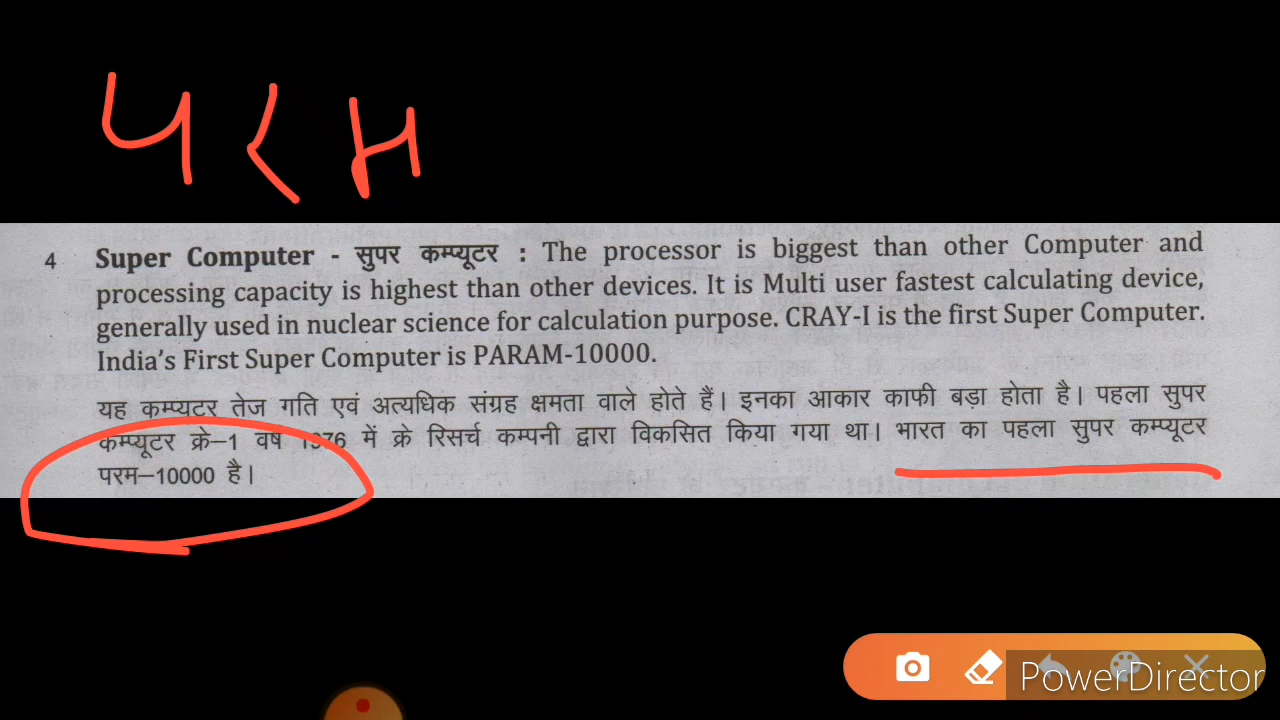 परम
4 Super Computer - सुपर कम्प्यूटर : The processor is biggest than other Computer and
processing capacity is highest than other devices. It is Multi user fastest calculating device,
generally used in nuclear science for calculation purpose. CRAY-I is the first Super Computer.
India's First Super Computer is PARAM-10000.
यह कम्प्यूटर तेज गति एवं अत्यधिक संग्रह क्षमता वाले होते हैं। इनका आकार काफी बड़ा होता है। पहला सुपर
कम्प्यूटर क्रे–1 वर्ष 1976 में क्रे रिसर्च कम्पनी द्वारा विकसित किया गया था। भारत का पहला सुपर कम्प्यूटर
परम–10000 है।
PowerDirector